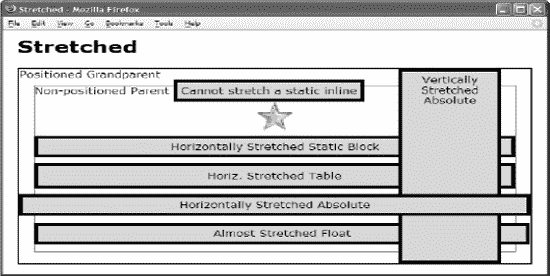 Stretched - Mozilla Firefox
File Edit View Go Bookmarks Tools Help
Stretched
Positioned Grandparent
Non-positioned Parent Cannot stretch a static inline
Vertically
Stretched
Absolute
Horizontally Stretched Static Block
Horiz. Stretched Table
Horizontally Stretched Absolute
Almost Stretched Float